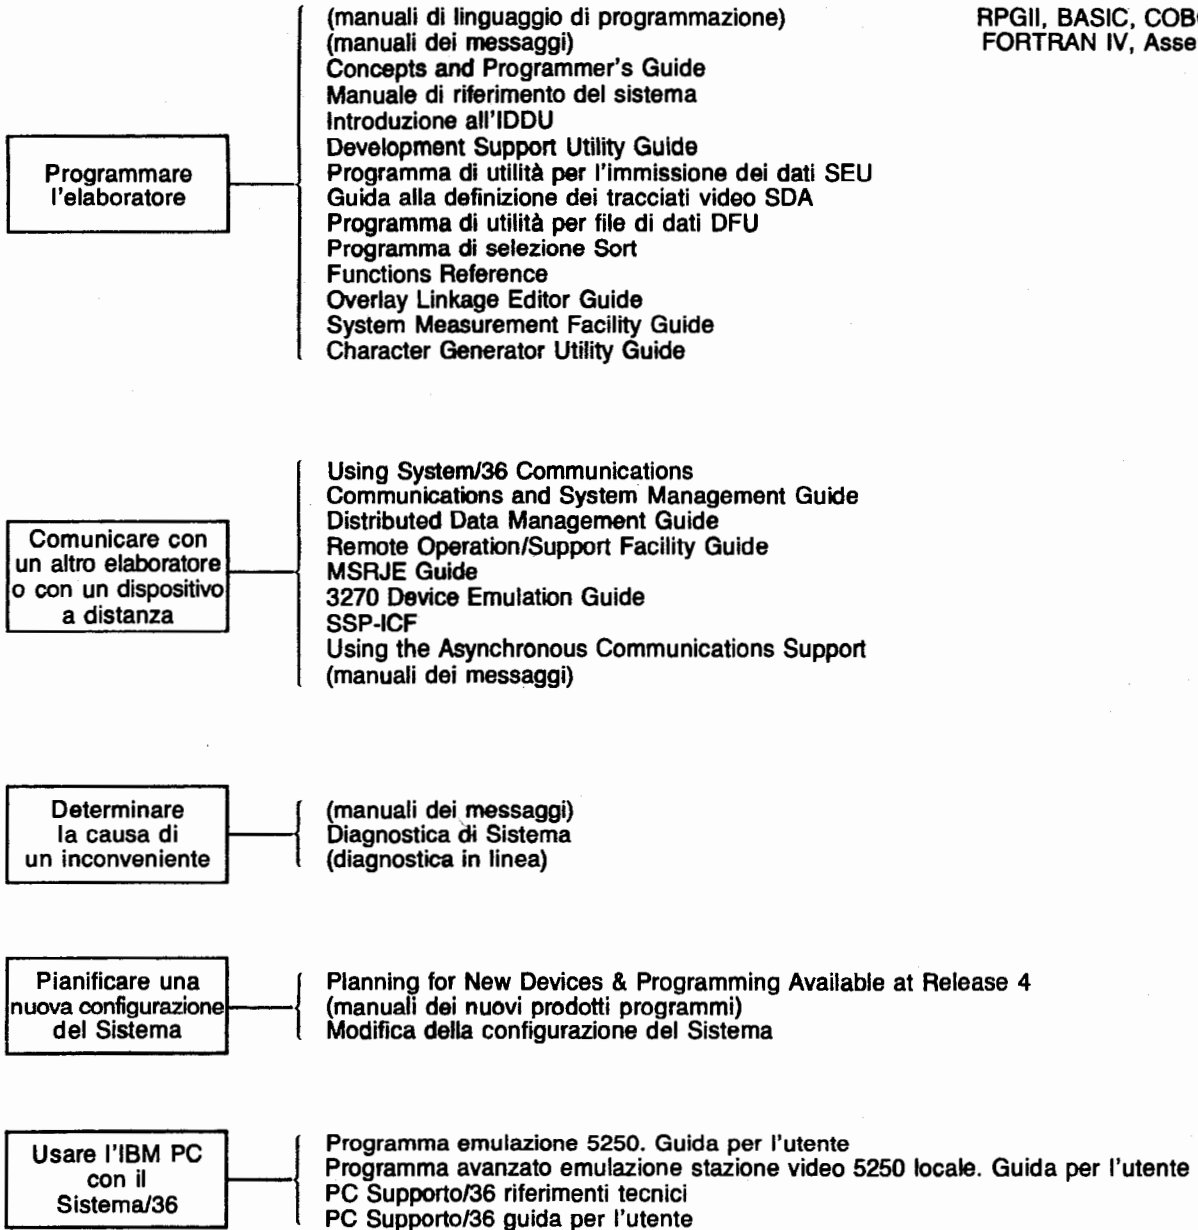 (manuali di linguaggio di programmazione)
RPGII, BASIC,
(manuali dei messaggi)
FORTRAN IV,
Concepts and Programmer's Guide
Manuale di riferimento del sistema
Introduzione all'IDDU
Development Support Utility Guide
Programma di utilità per l'immissione dei dati SEU
Guida alla definizione dei tracciati video SDA
Programma di utilità per file di dati DFU
Programma di selezione Sort
Functions Reference
Overlay Linkage Editor Guide
System Measurement Facility Guide
Character Generator Utility Guide
Programmare
l'elaboratore
Using System/36 Communications
Communications and System Management Guide
Distributed Data Management Guide
Remote Operation/Support Facility Guide
MSRJE Guide
3270 Device Emulation Guide
SSP-ICF
Using the Asynchronous Communications Support
(manuali dei messaggi)
Comunicare con
un altro elaboratore
o con un dispositivo
a distanza
Determinare
la causa di
un inconveniente
(manuali dei messaggi)
Diagnostica di Sistema
(diagnostica in linea)
Pianificare una
nuova configurazione
del Sistema
Planning for New Devices & Programming Available at Release 4
(manuali dei nuovi prodotti programmi)
Modifica della configurazione del Sistema
Usare l'IBM PC
con il
Sistema/36
Programma emulazione 5250. Guida per l'utente
Programma avanzato emulazione stazione video 5250 locale. Guida per l'utente
PC Supporto/36 riferimenti tecnici
PC Supporto/36 guida per l'utente